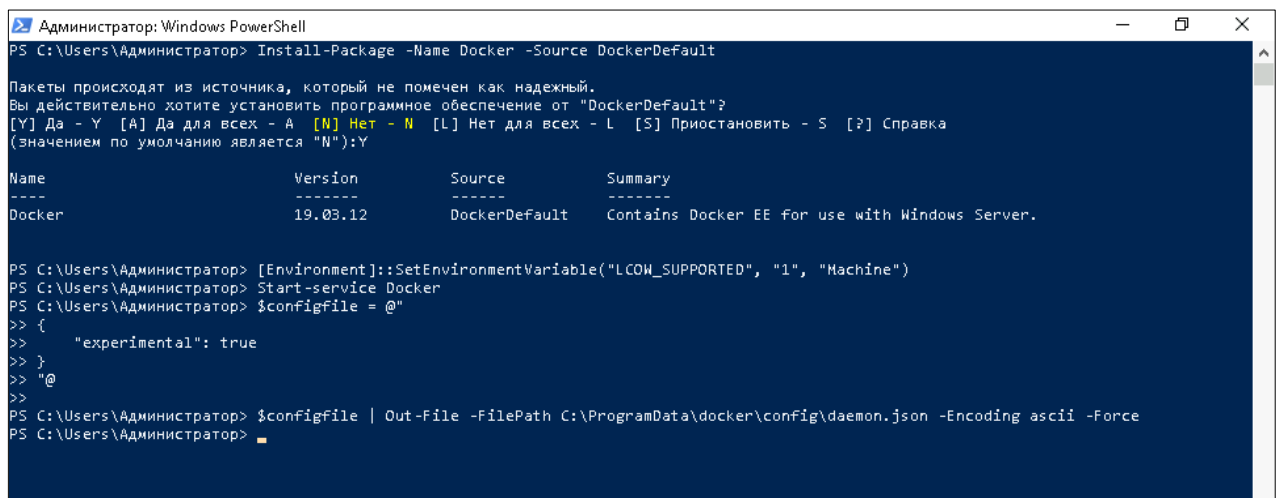 Администратор: Windows PowerShell
PS C:\Users\Администратор> Install-Package -Name Docker -Source DockerDefault
Пакеты происходят из источника, который не помечен как надежный.
Вы действительно хотите установить программное обеспечение от "DockerDefault"?
[Y] Да - Y  [A] Да для всех - A  [N] Нет - N  [L] Нет для всех - L  [S] Приостановить - S  [?] Справка
(значением по умолчанию является "N"):Y
Name                           Version          Source           Summary
----                           -------          ------           -------
Docker                         19.03.12         DockerDefault    Contains Docker EE for use with Windows Server.
PS C:\Users\Администратор> [Environment]::SetEnvironmentVariable("LCOW_SUPPORTED", "1", "Machine")
PS C:\Users\Администратор> Start-service Docker
PS C:\Users\Администратор> $configfile = @"
>> {
>>     "experimental": true
>> }
>> "@
>>
PS C:\Users\Администратор> $configfile | Out-File -FilePath C:\ProgramData\docker\config\daemon.json -Encoding ascii -Force
PS C:\Users\Администратор>